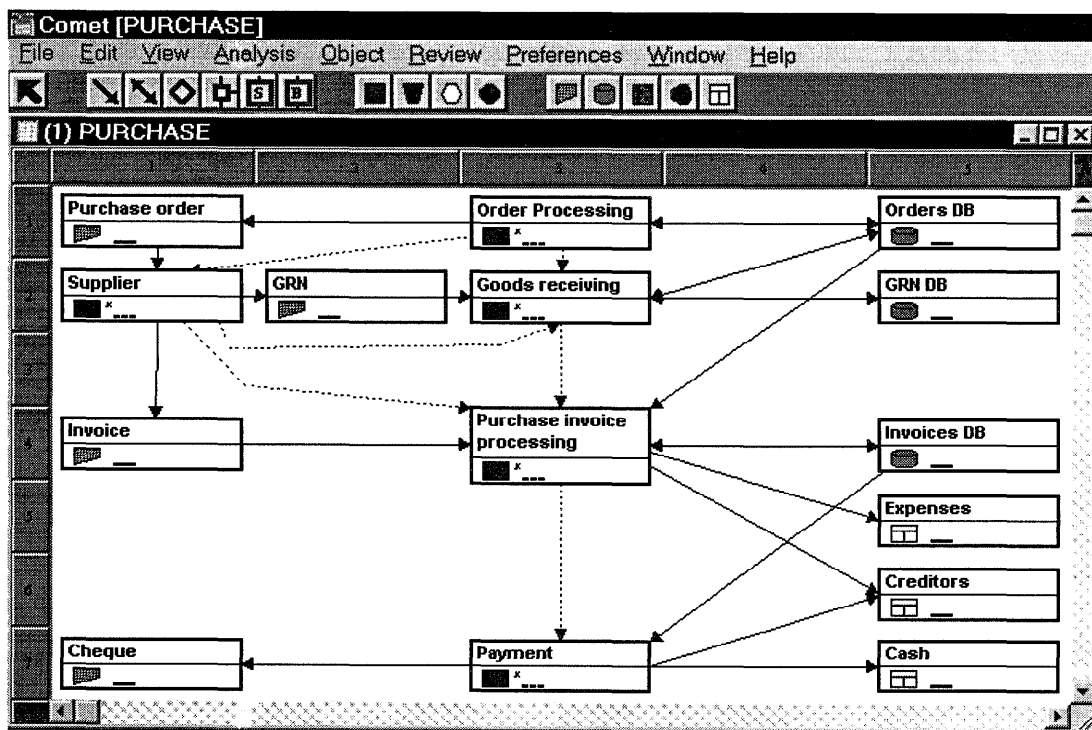 Comet [PURCHASE]
File Edit View Analysis Object Review Preferences Window Help
S B
(1) PURCHASE
1 2 3 4 5
1
Purchase order
Order Processing
Orders DB
2
Supplier
GRN
Goods receiving
GRN DB
3
4
Invoice
Purchase invoice
processing
Invoices DB
5
Expenses
6
Creditors
Cheque
Payment
Cash